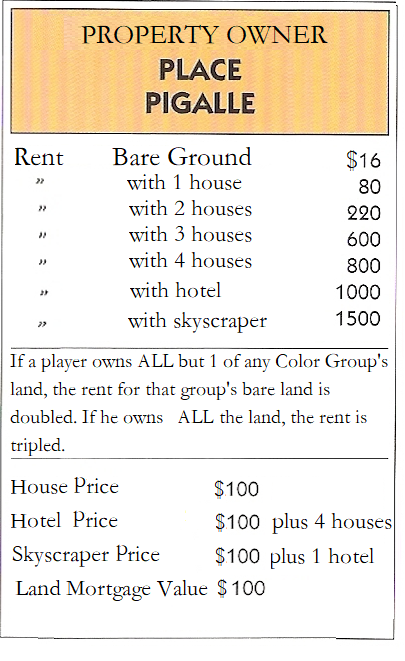 PROPERTY OWNER
PLACE
PIGALLE
Rent Bare Ground $16
" with 1 house 80
" with 2 houses 220
" with 3 houses 600
" with 4 houses 800
" with hotel 1000
" with skyscraper 1500
If a player owns ALL but 1 of any Color Group's
land, the rent for that group's bare land is
doubled. If he owns ALL the land, the rent is
tripled.
House Price $100
Hotel Price $100 plus 4 houses
Skyscraper Price $100 plus 1 hotel
Land Mortgage Value $100